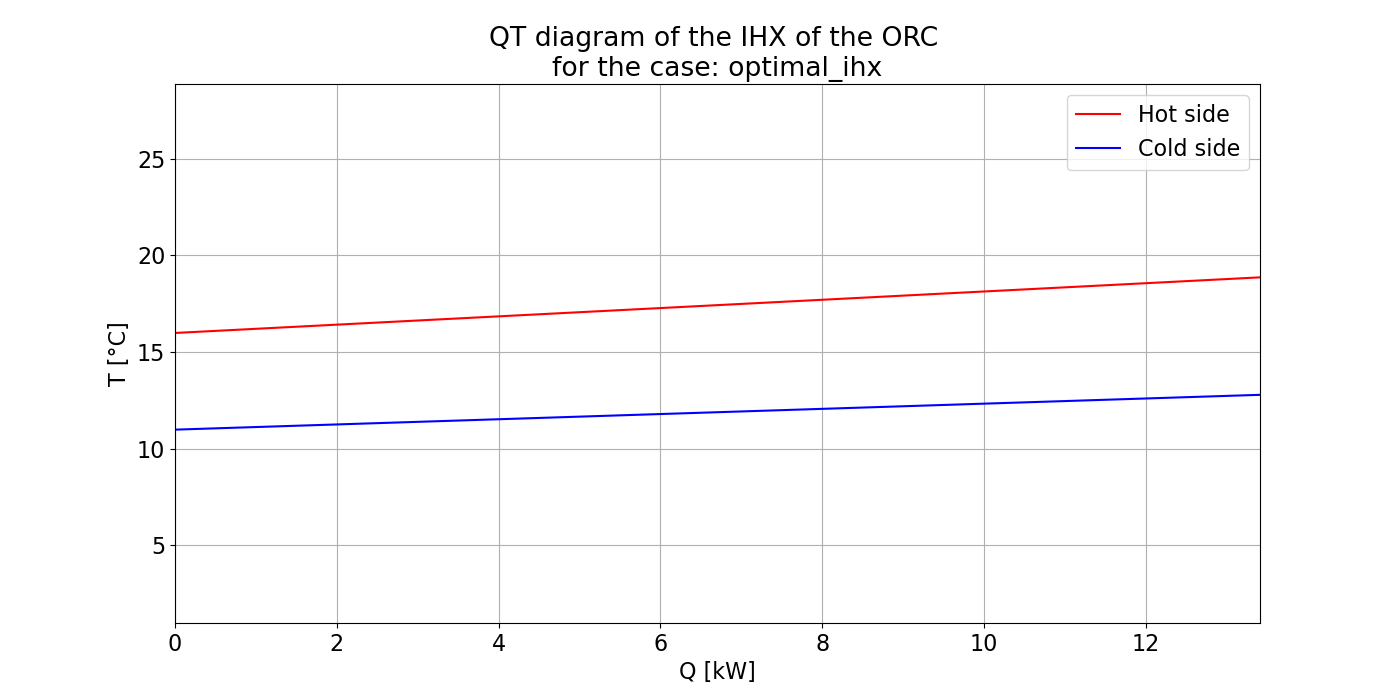 QT diagram of the IHX of the ORC
for the case: optimal_ihx
Hot side
Cold side
25
20
15
10
5
T [°C]
0 2 4 6 8 10 12
Q [kW]